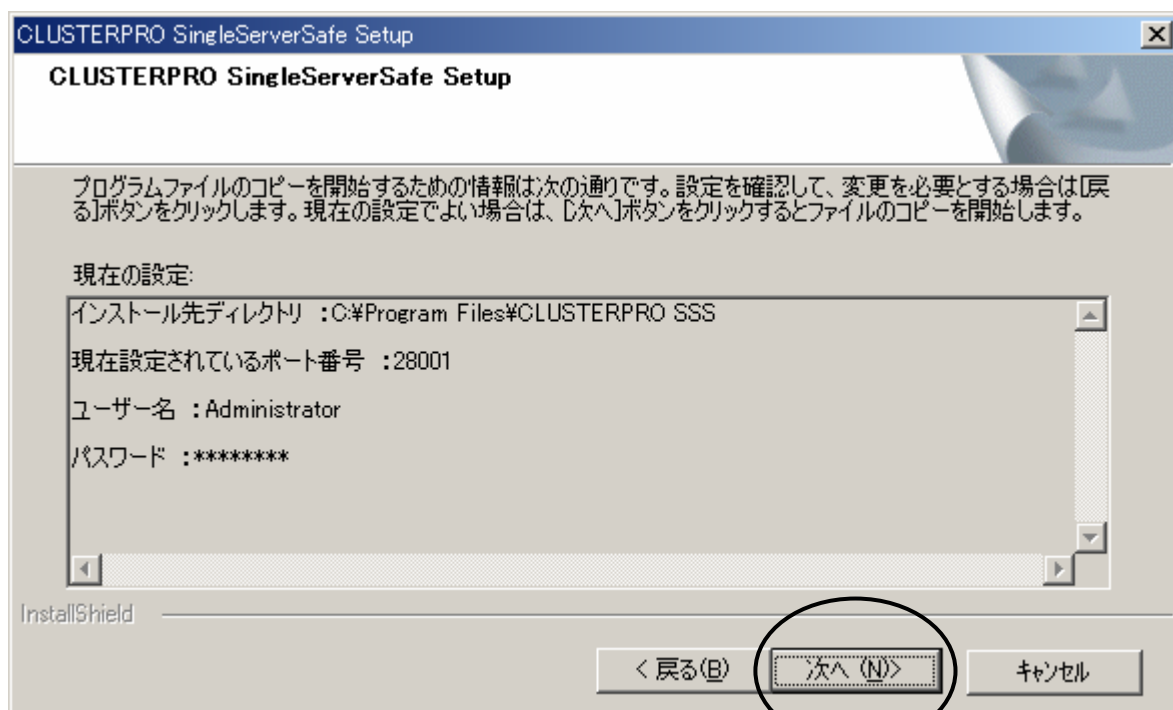 CLUSTERPRO SingleServerSafe Setup
CLUSTERPRO SingleServerSafe Setup
プログラムファイルのコピーを開始するための情報は次の通りです。設定を確認して、変更を必要とする場合は[戻
る]ボタンをクリックします。現在の設定でよい場合は、[次へ]ボタンをクリックするとファイルのコピーを開始します。
現在の設定:
インストール先ディレクトリ :C:¥Program Files¥CLUSTERPRO SSS
現在設定されているポート番号 :28001
ユーザー名 :Administrator
パスワード :********
InstallShield
< 戻る(B)
次へ (N)>
キャンセル